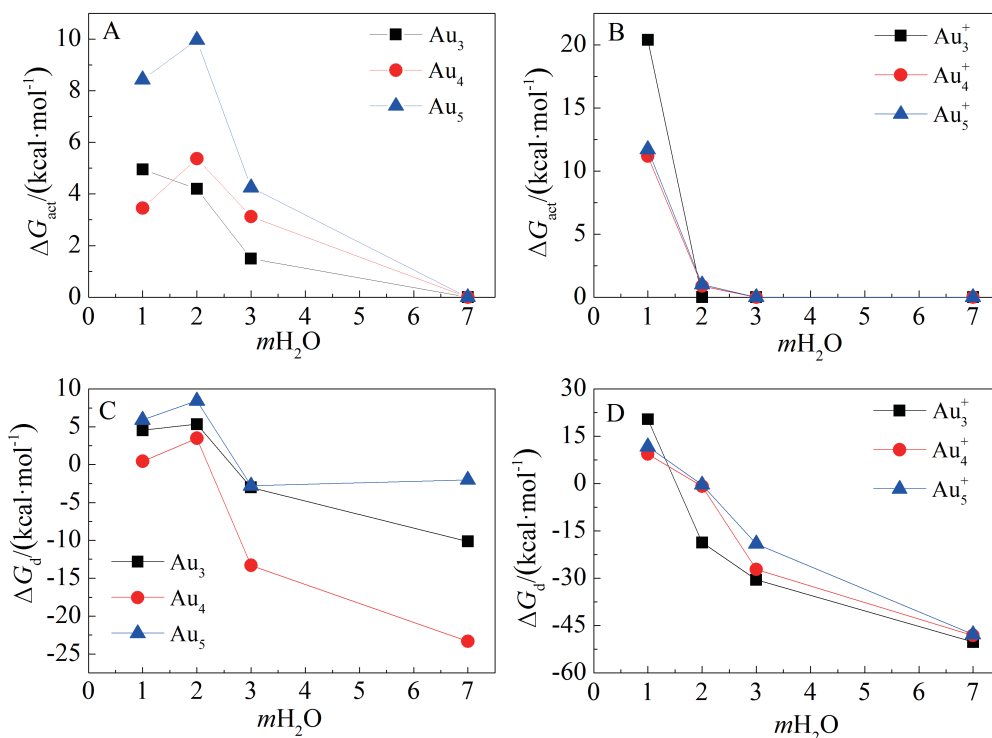 A
Au₃
Au₄
Au₅
ΔG_act/(kcal·mol⁻¹)
10
8
6
4
2
0
0 1 2 3 4 5 6 7
mH₂O
B
Au₃⁺
Au₄⁺
Au₅⁺
ΔG_act/(kcal·mol⁻¹)
20
15
10
5
0
0 1 2 3 4 5 6 7
mH₂O
C
Au₃
Au₄
Au₅
ΔG_d/(kcal·mol⁻¹)
10
5
0
-5
-10
-15
-20
-25
0 1 2 3 4 5 6 7
mH₂O
D
Au₃⁺
Au₄⁺
Au₅⁺
ΔG_d/(kcal·mol⁻¹)
30
15
0
-15
-30
-45
-60
0 1 2 3 4 5 6 7
mH₂O